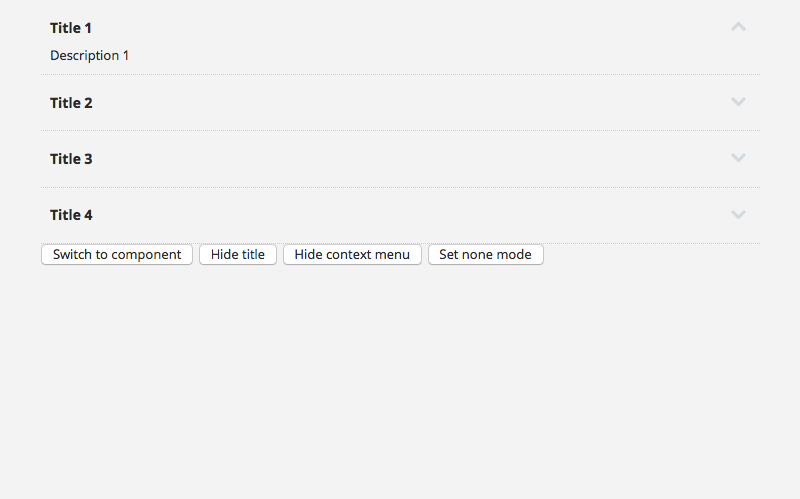 Title 1
Description 1
Title 2
Title 3
Title 4
Switch to component Hide title Hide context menu Set none mode